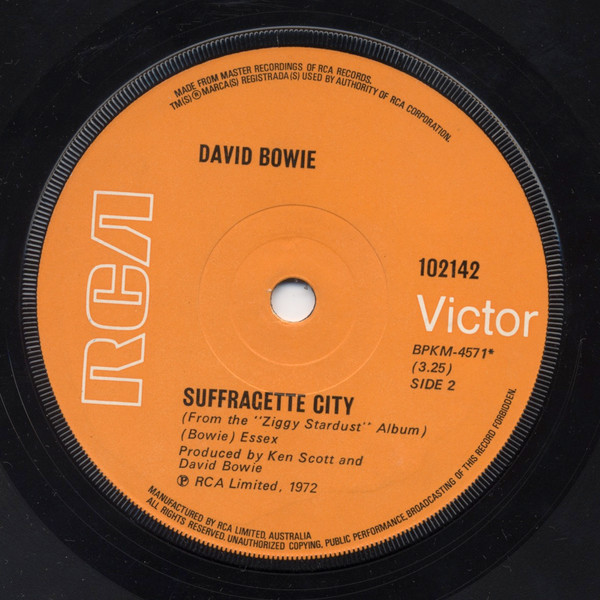 MADE FROM MASTER RECORDINGS OF RCA RECORDS.
TM(S) ® MARCA(S) REGISTRADA(S) USED BY AUTHORITY OF RCA CORPORATION.
DAVID BOWIE
RCA
102142
Victor
BPKM-4571*
(3.25)
SIDE 2
SUFFRAGETTE CITY
(From the "Ziggy Stardust" Album)
(Bowie) Essex
Produced by Ken Scott and
David Bowie
℗ RCA Limited, 1972
MANUFACTURED BY RCA LIMITED, AUSTRALIA
ALL RIGHTS RESERVED. UNAUTHORIZED COPYING, PUBLIC PERFORMANCE, BROADCASTING OF THIS RECORD FORBIDDEN.